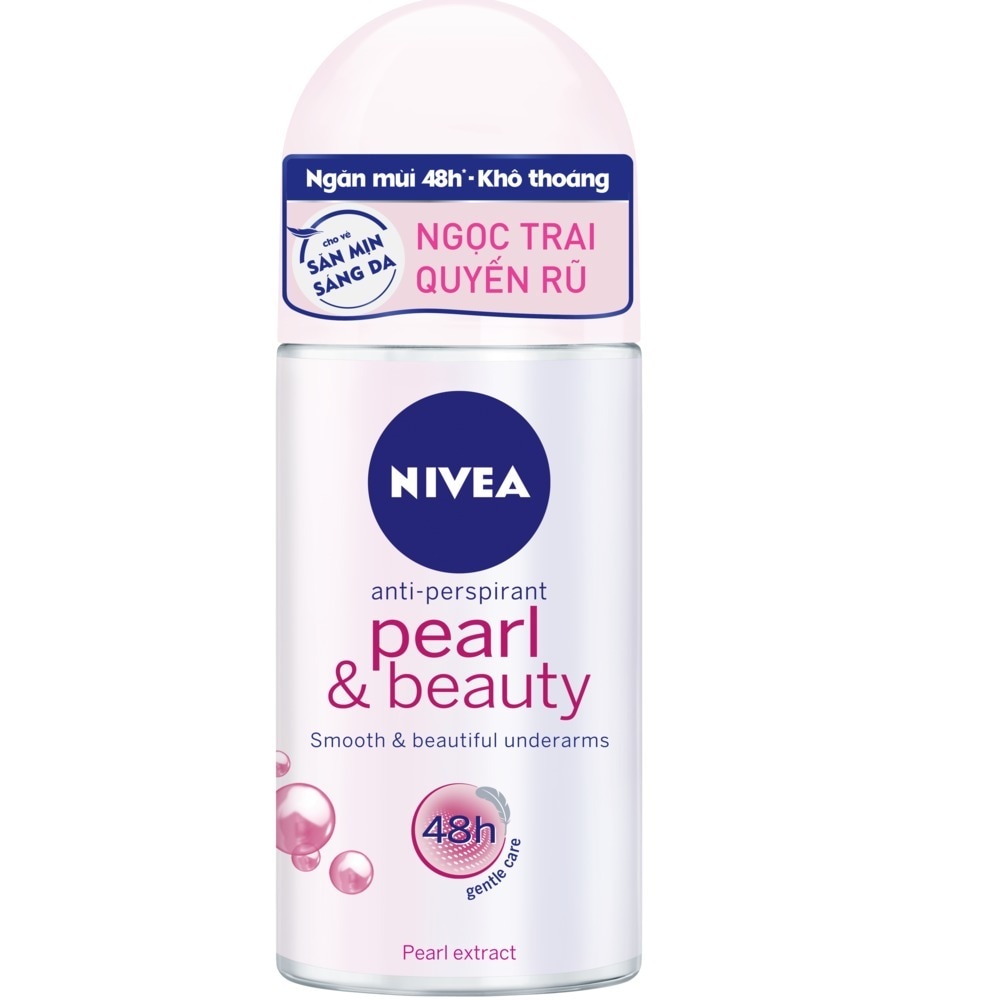 Ngăn mùi 48h*·Khô thoáng
cho vẻ
SĂN MỊN
SÁNG DA
NGỌC TRAI
QUYẾN RŨ
NIVEA
anti-perspirant
pearl
& beauty
Smooth & beautiful underarms
48h
gentle care
Pearl extract